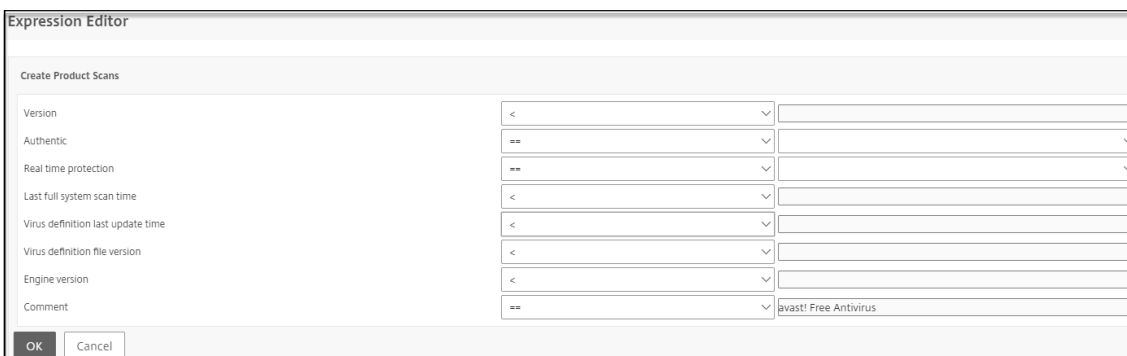 Expression Editor
Create Product Scans
Version <
Authentic ==
Real time protection ==
Last full system scan time <
Virus definition last update time <
Virus definition file version <
Engine version <
Comment == avast! Free Antivirus
OK Cancel